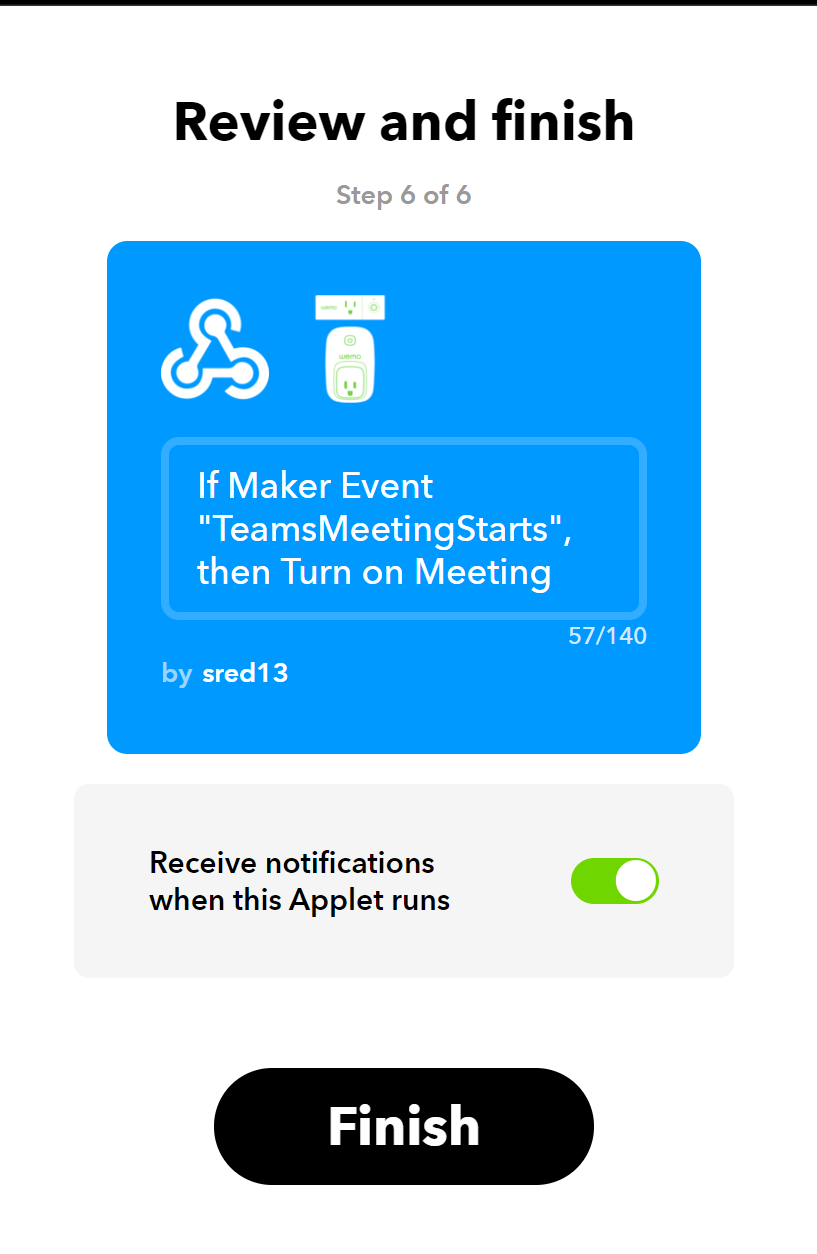 Review and finish
Step 6 of 6
wemo
wemo
If Maker Event
"TeamsMeetingStarts",
then Turn on Meeting
57/140
by sred13
Receive notifications
when this Applet runs
Finish